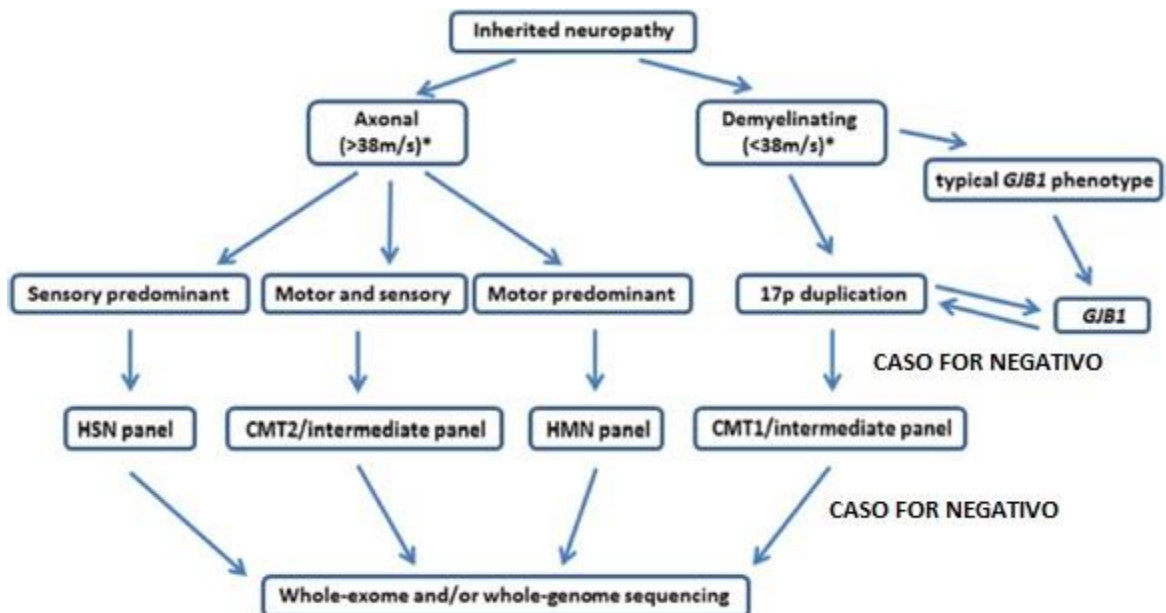 Inherited neuropathy
Axonal
(>38m/s)*
Demyelinating
(<38m/s)*
typical GJB1 phenotype
Sensory predominant
Motor and sensory
Motor predominant
17p duplication
GJB1
CASO FOR NEGATIVO
HSN panel
CMT2/intermediate panel
HMN panel
CMT1/intermediate panel
CASO FOR NEGATIVO
Whole-exome and/or whole-genome sequencing